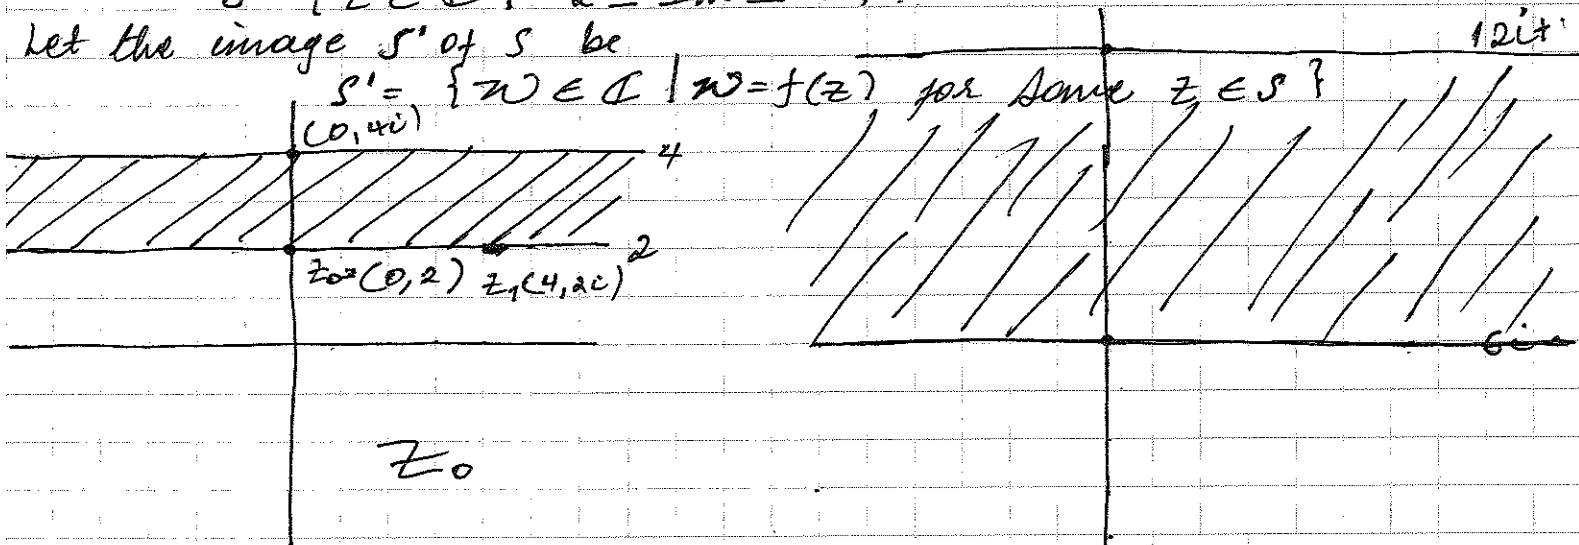 Let the image S' of S be
12i+
S' = {w ∈ ℂ | w = f(z) for some z ∈ S}
(0, 4i)
4
2
z₀=(0,2) z₁(4,2i)
6i
Z₀